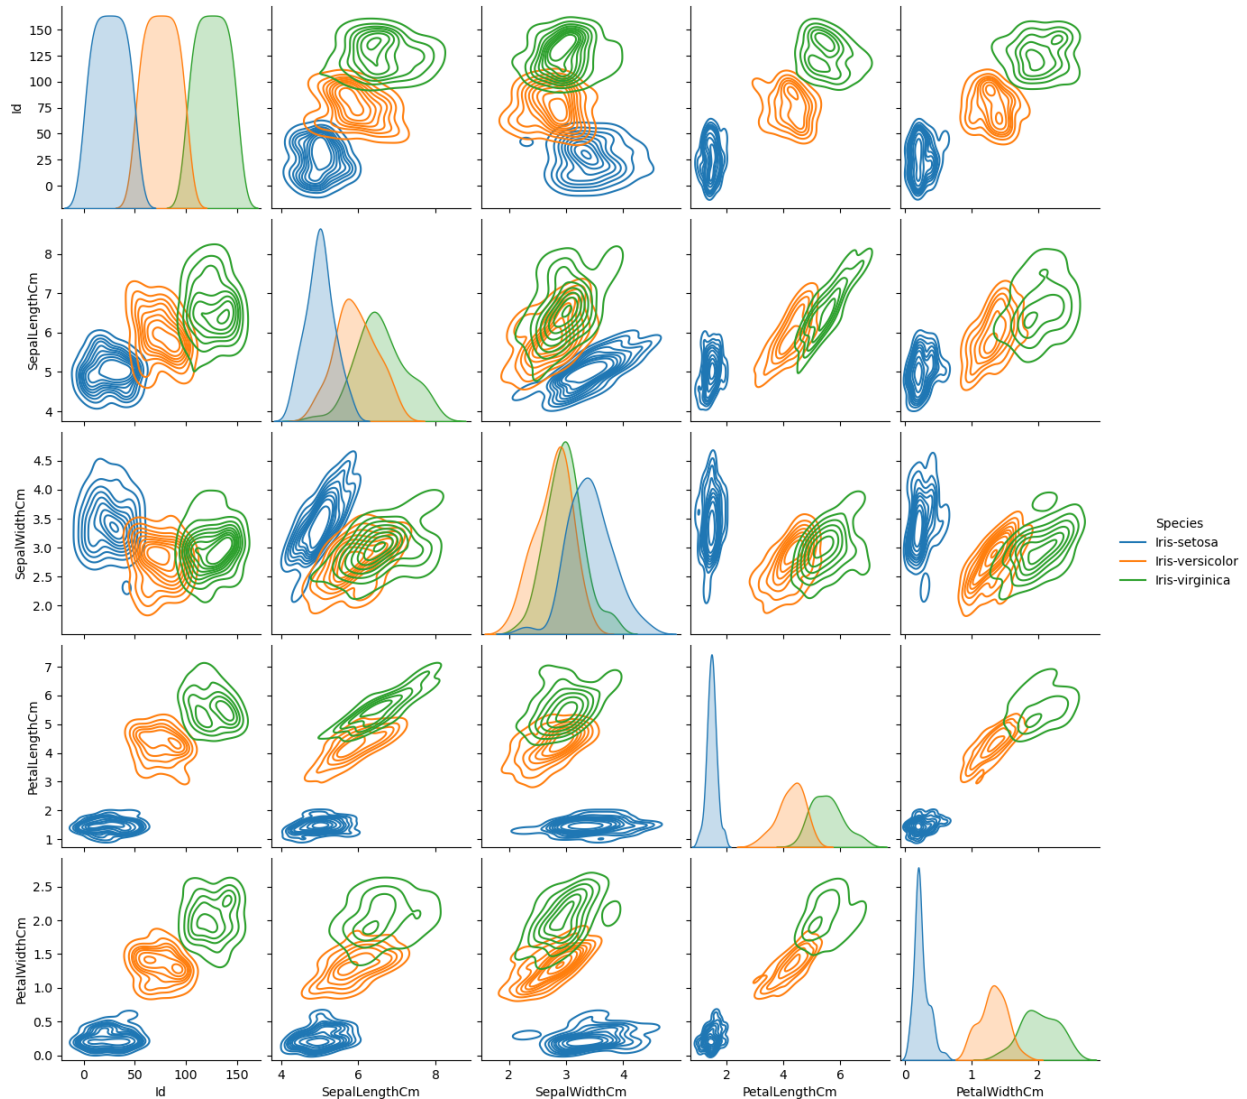 150
125
100
75
50
25
0
Id
8
7
6
5
4
SepalLengthCm
4.5
4.0
3.5
3.0
2.5
2.0
SepalWidthCm
Species
Iris-setosa
Iris-versicolor
Iris-virginica
7
6
5
4
3
2
1
PetalLengthCm
2.5
2.0
1.5
1.0
0.5
0.0
PetalWidthCm
0 50 100 150
4 6 8
2 4
2 4 6
0 1 2
Id
SepalLengthCm
SepalWidthCm
PetalLengthCm
PetalWidthCm